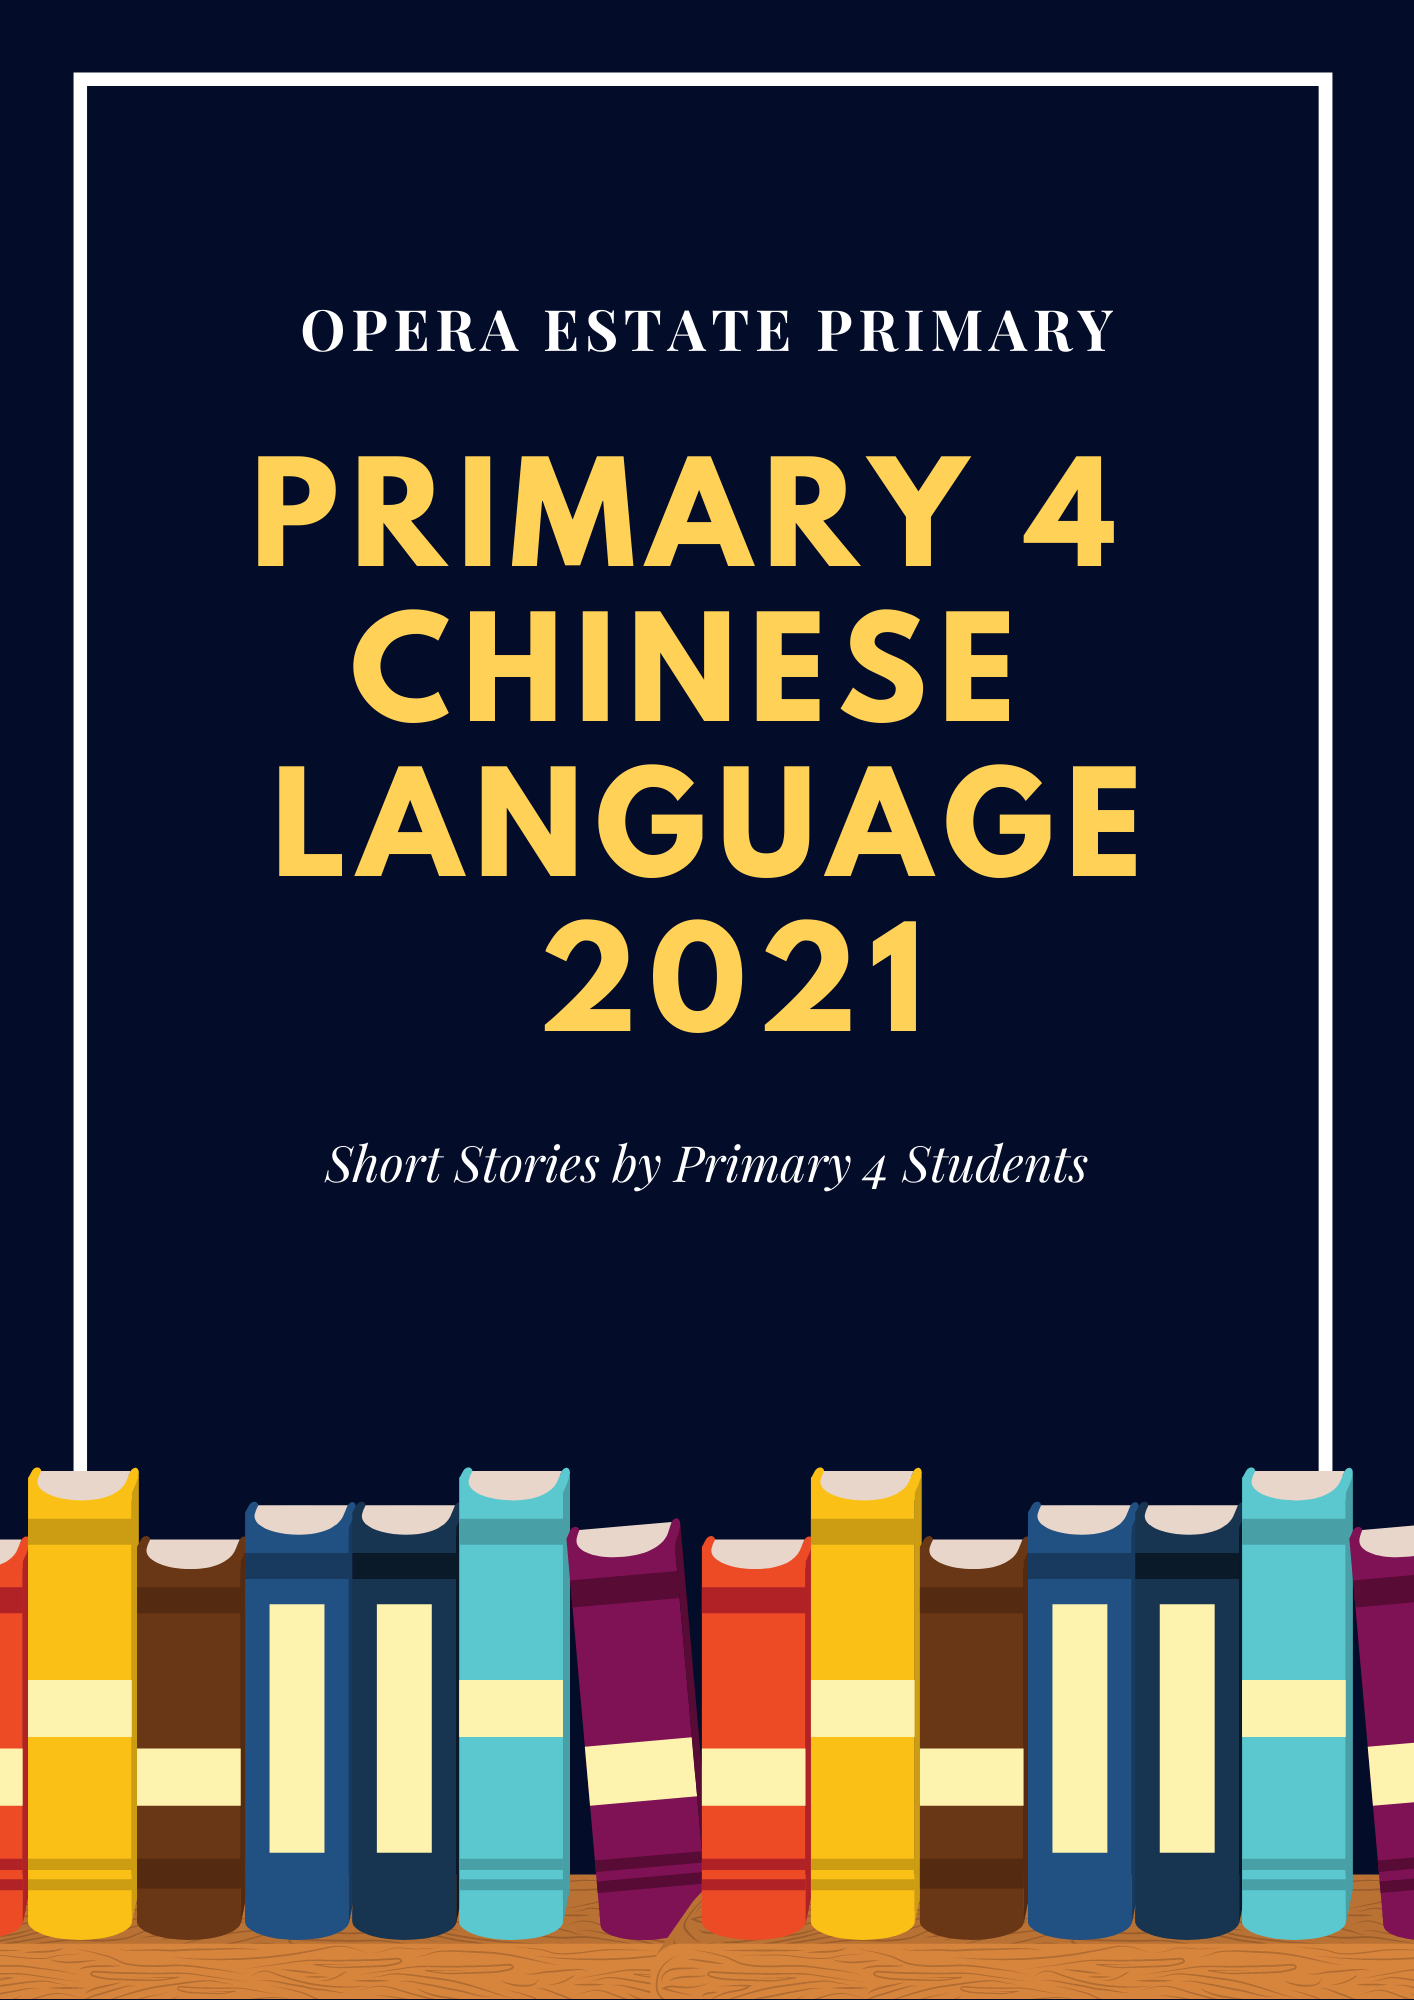 OPERA ESTATE PRIMARY
PRIMARY 4
CHINESE
LANGUAGE
2021
Short Stories by Primary 4 Students